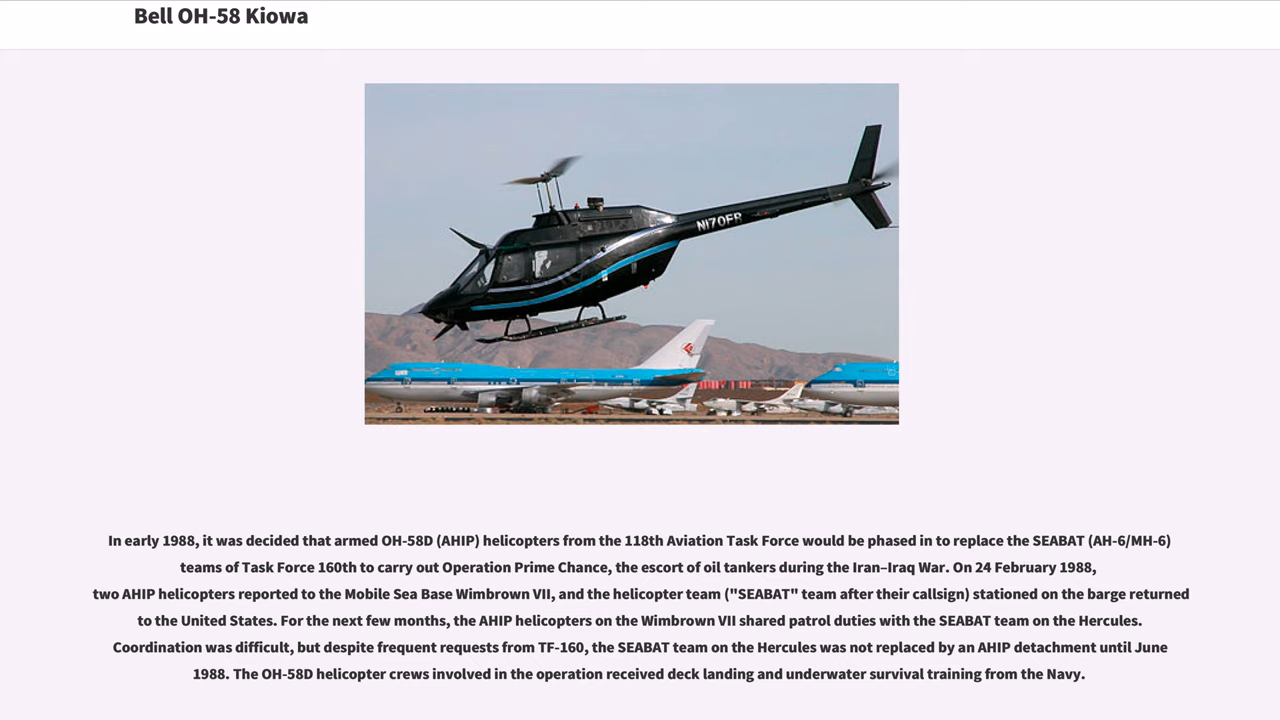 Bell OH-58 Kiowa
N170FR
In early 1988, it was decided that armed OH-58D (AHIP) helicopters from the 118th Aviation Task Force would be phased in to replace the SEABAT (AH-6/MH-6)
teams of Task Force 160th to carry out Operation Prime Chance, the escort of oil tankers during the Iran–Iraq War. On 24 February 1988,
two AHIP helicopters reported to the Mobile Sea Base Wimbrown VII, and the helicopter team ("SEABAT" team after their callsign) stationed on the barge returned
to the United States. For the next few months, the AHIP helicopters on the Wimbrown VII shared patrol duties with the SEABAT team on the Hercules.
Coordination was difficult, but despite frequent requests from TF-160, the SEABAT team on the Hercules was not replaced by an AHIP detachment until June
1988. The OH-58D helicopter crews involved in the operation received deck landing and underwater survival training from the Navy.